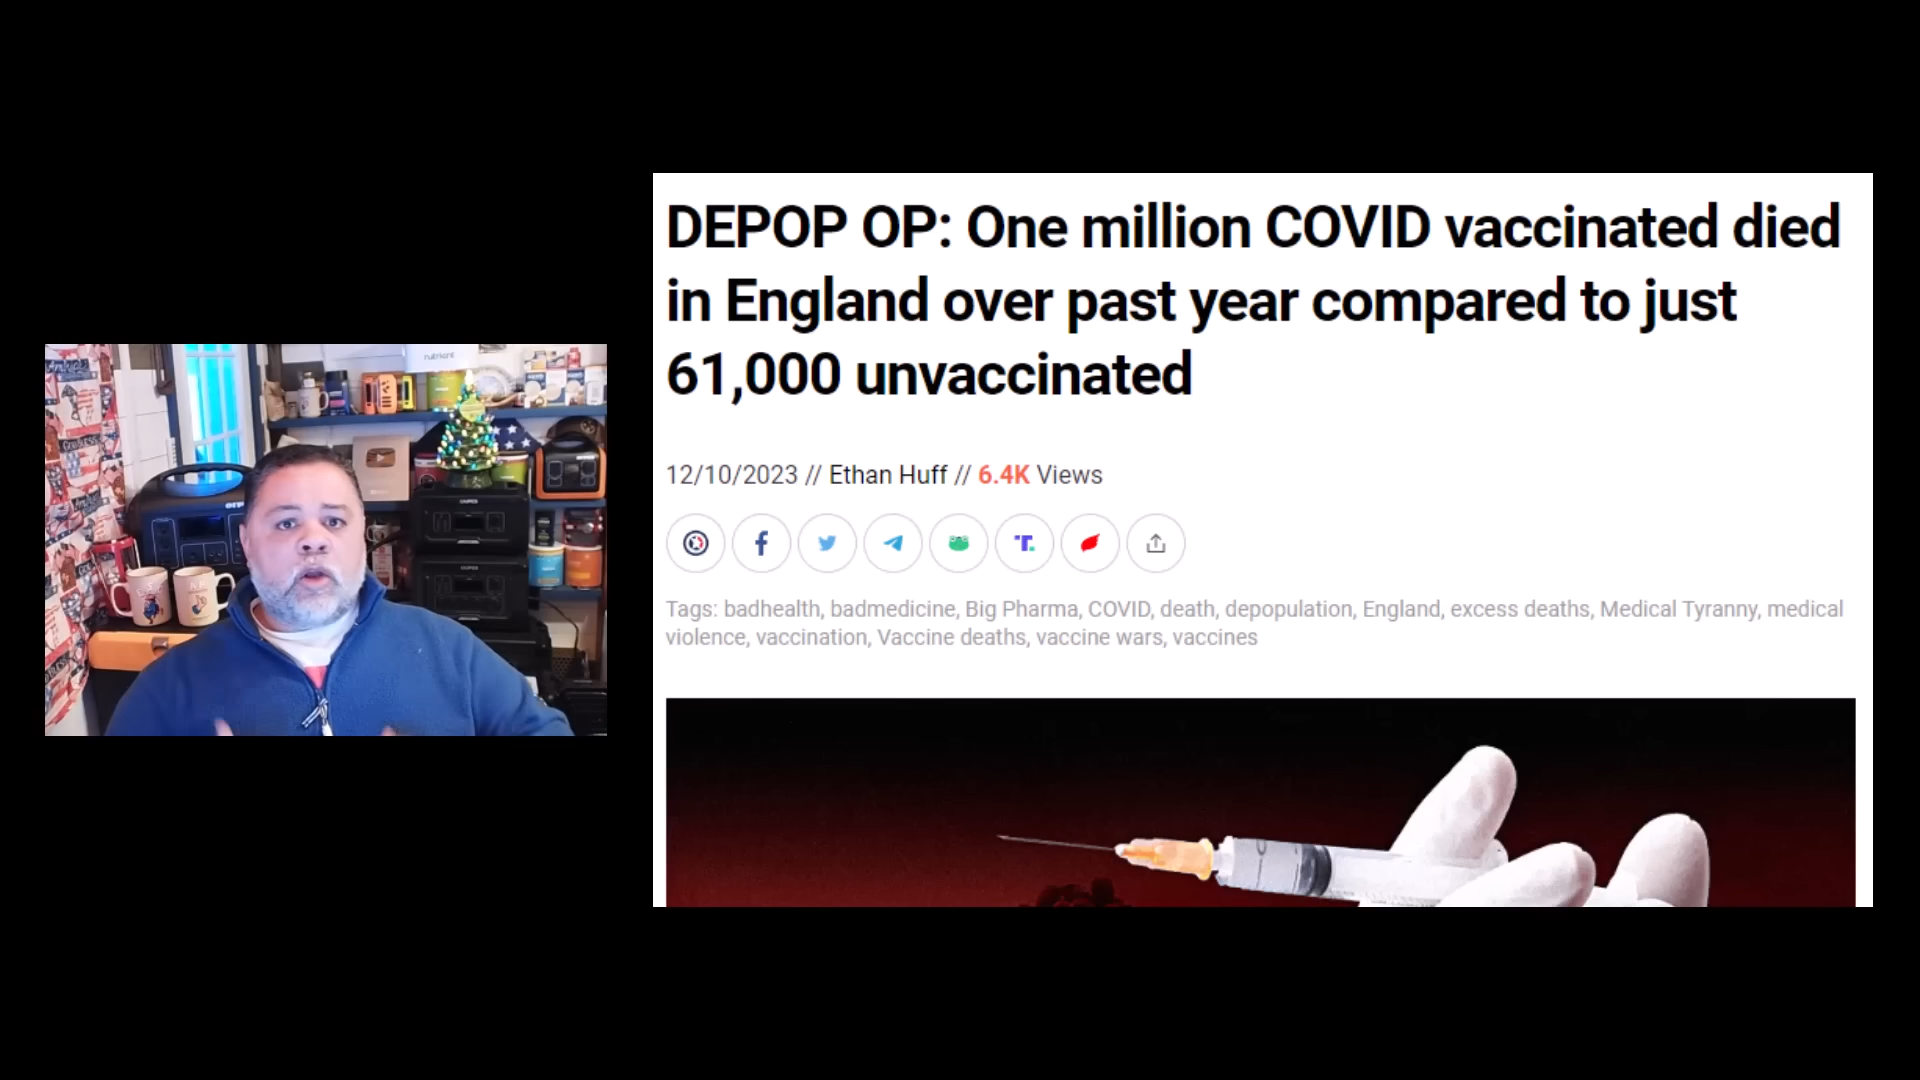 DEPOP OP: One million COVID vaccinated died
in England over past year compared to just
61,000 unvaccinated
12/10/2023 // Ethan Huff // 6.4K Views
Tags: badhealth, badmedicine, Big Pharma, COVID, death, depopulation, England, excess deaths, Medical Tyranny, medical
violence, vaccination, Vaccine deaths, vaccine wars, vaccines
nutrient